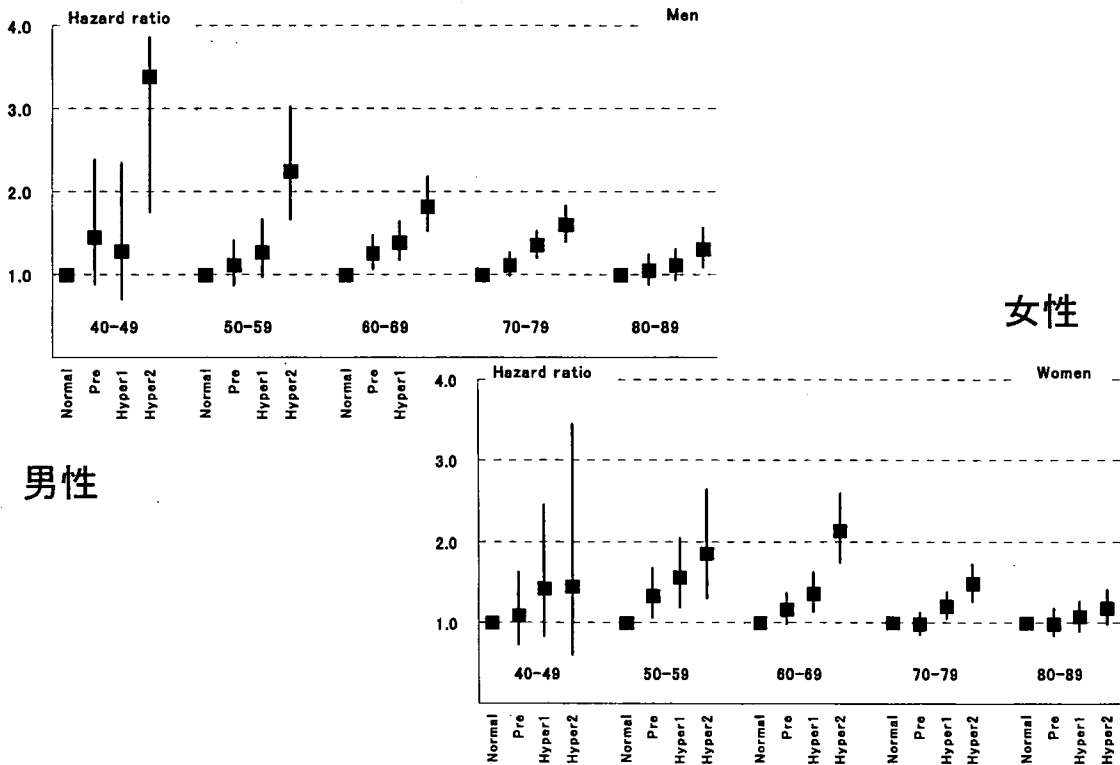 Hazard ratio
Men
4.0
3.0
2.0
1.0
40-49 50-59 60-69 70-79 80-89
Normal Pre Hyper1 Hyper2 Normal Pre Hyper1 Hyper2 Normal Pre Hyper1
男性
女性
Hazard ratio
Women
4.0
3.0
2.0
1.0
40-49 50-59 60-69 70-79 80-89
Normal Pre Hyper1 Hyper2 Normal Pre Hyper1 Hyper2 Normal Pre Hyper1 Hyper2 Normal Pre Hyper1 Hyper2 Normal Pre Hyper1 Hyper2